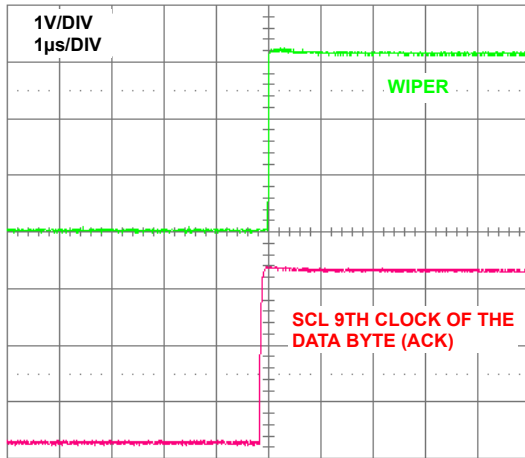 1V/DIV
1µs/DIV
WIPER
SCL 9TH CLOCK OF THE
DATA BYTE (ACK)